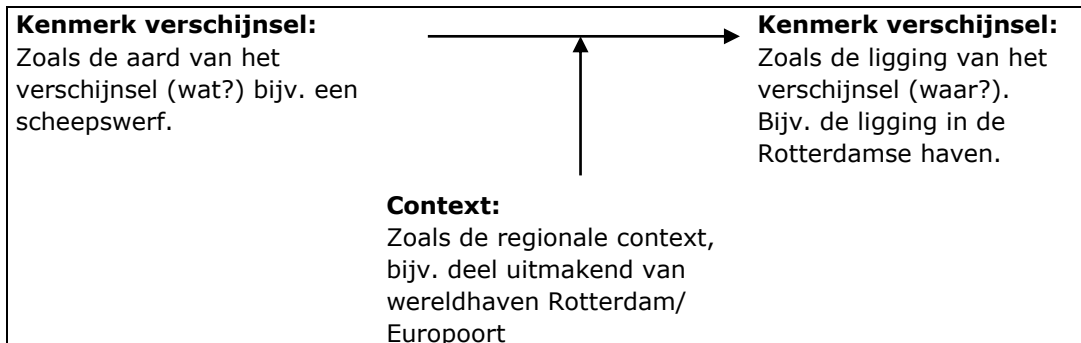 Kenmerk verschijnsel:
Zoals de aard van het
verschijnsel (wat?) bijv. een
scheepswerf.
Kenmerk verschijnsel:
Zoals de ligging van het
verschijnsel (waar?).
Bijv. de ligging in de
Rotterdamse haven.
Context:
Zoals de regionale context,
bijv. deel uitmakend van
wereldhaven Rotterdam/
Europoort